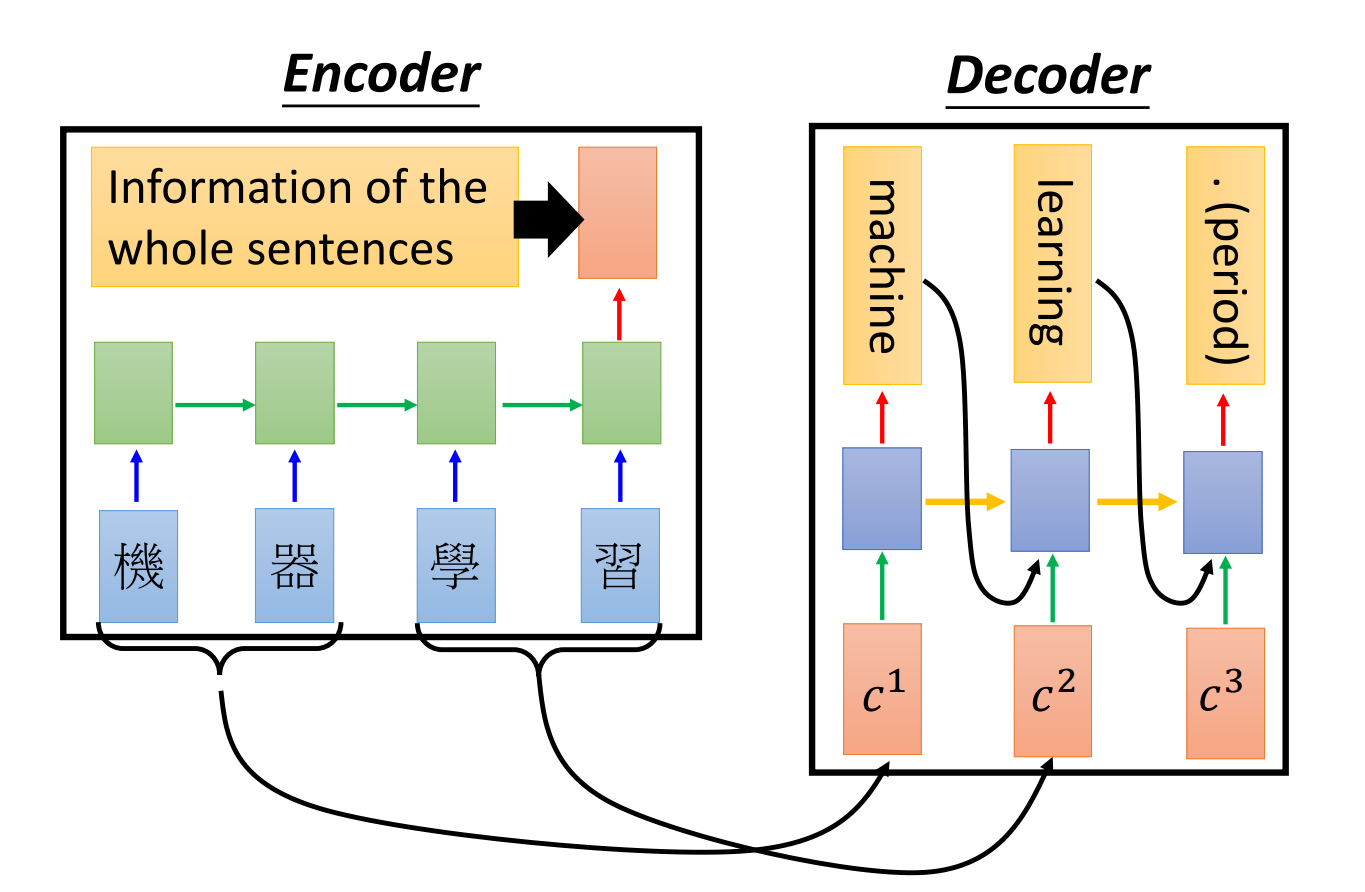 Encoder
Information of the
whole sentences
機
器
學
習
Decoder
machine
learning
. (period)
c¹
c²
c³